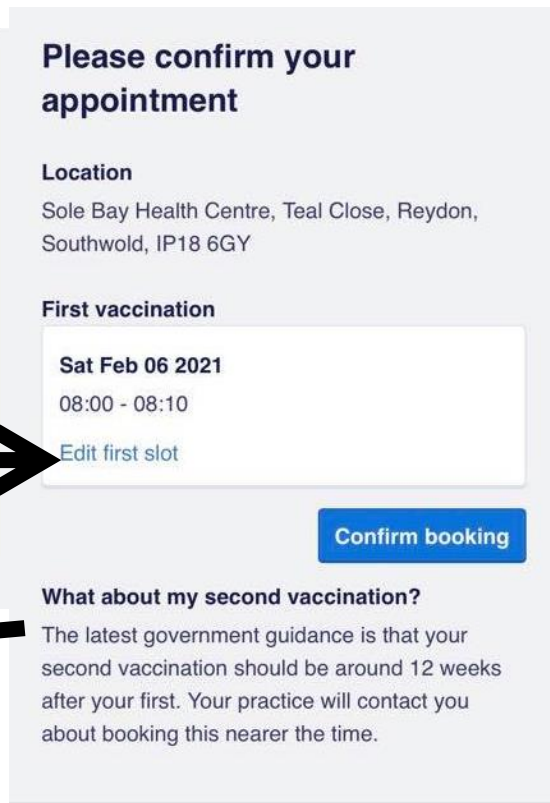 Please confirm your
appointment
Location
Sole Bay Health Centre, Teal Close, Reydon,
Southwold, IP18 6GY
First vaccination
Sat Feb 06 2021
08:00 - 08:10
Edit first slot
Confirm booking
What about my second vaccination?
The latest government guidance is that your
second vaccination should be around 12 weeks
after your first. Your practice will contact you
about booking this nearer the time.